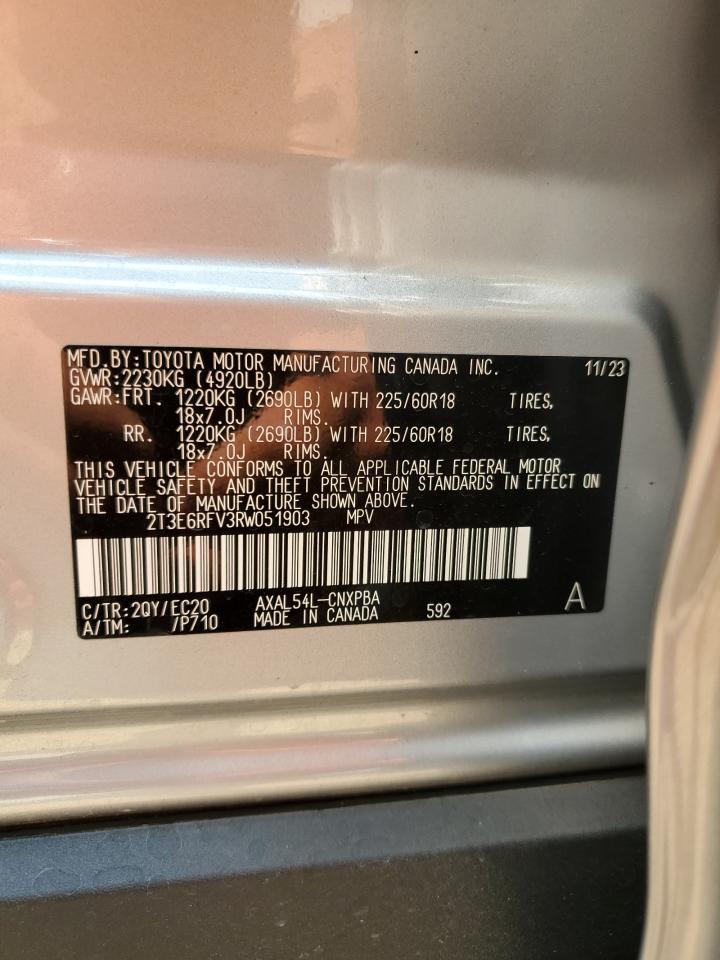 MFD.BY:TOYOTA MOTOR MANUFACTURING CANADA INC. 11/23
GVWR:2230KG (4920LB)
GAWR:FRT. 1220KG (2690LB) WITH 225/60R18 TIRES,
18x7.0J RIMS.
RR. 1220KG (2690LB) WITH 225/60R18 TIRES,
18x7.0J RIMS.
THIS VEHICLE CONFORMS TO ALL APPLICABLE FEDERAL MOTOR
VEHICLE SAFETY AND THEFT PREVENTION STANDARDS IN EFFECT ON
THE DATE OF MANUFACTURE SHOWN ABOVE.
2T3E6RFV3RW051903 MPV
C/TR:2QY/EC20 AXAL54L-CNXPBA
A/TM: /P710 MADE IN CANADA 592 A